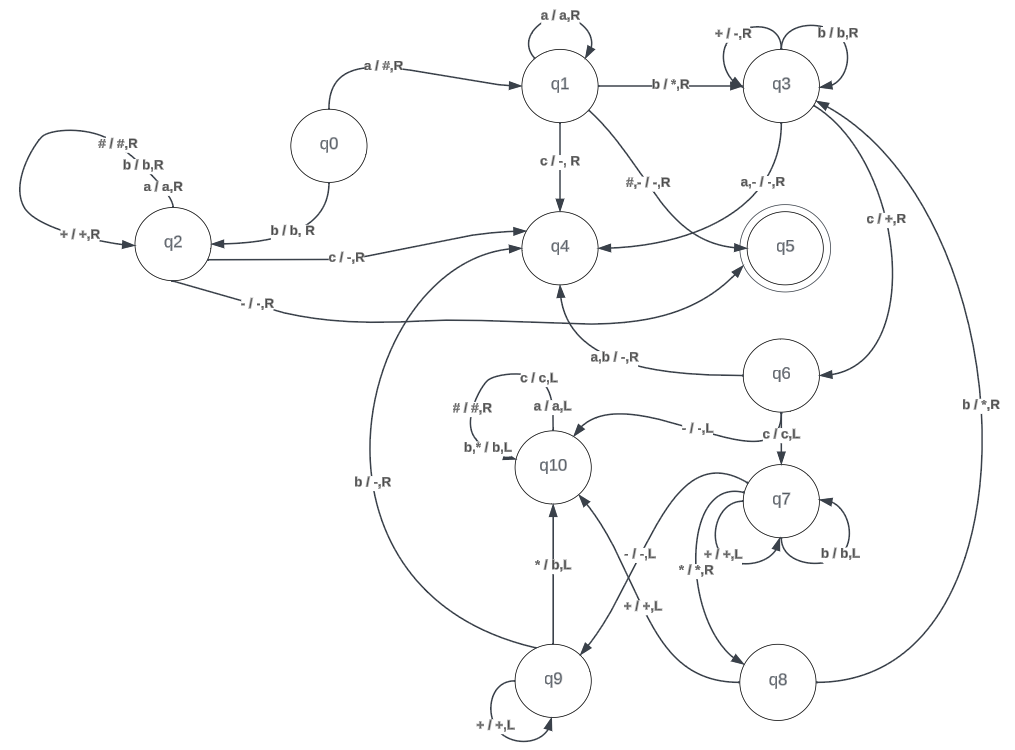 a / a,R
+ / -,R
b / b,R
a / #,R
q1
b / *,R
q3
# / #,R
q0
b / b,R
c / -, R
a / a,R
#,- / -,R
a,- / -,R
c / +,R
+ / +,R
q2
b / b, R
q4
q5
c / -,R
- / -,R
a,b / -,R
q6
c / c,L
# / #,R
a / a,L
b / *,R
- / -,L
c / c,L
b,* / b,L
q10
b / -,R
q7
- / -,L
+ / +,L
b / b,L
* / b,L
* / *,R
+ / +,L
q9
q8
+ / +,L